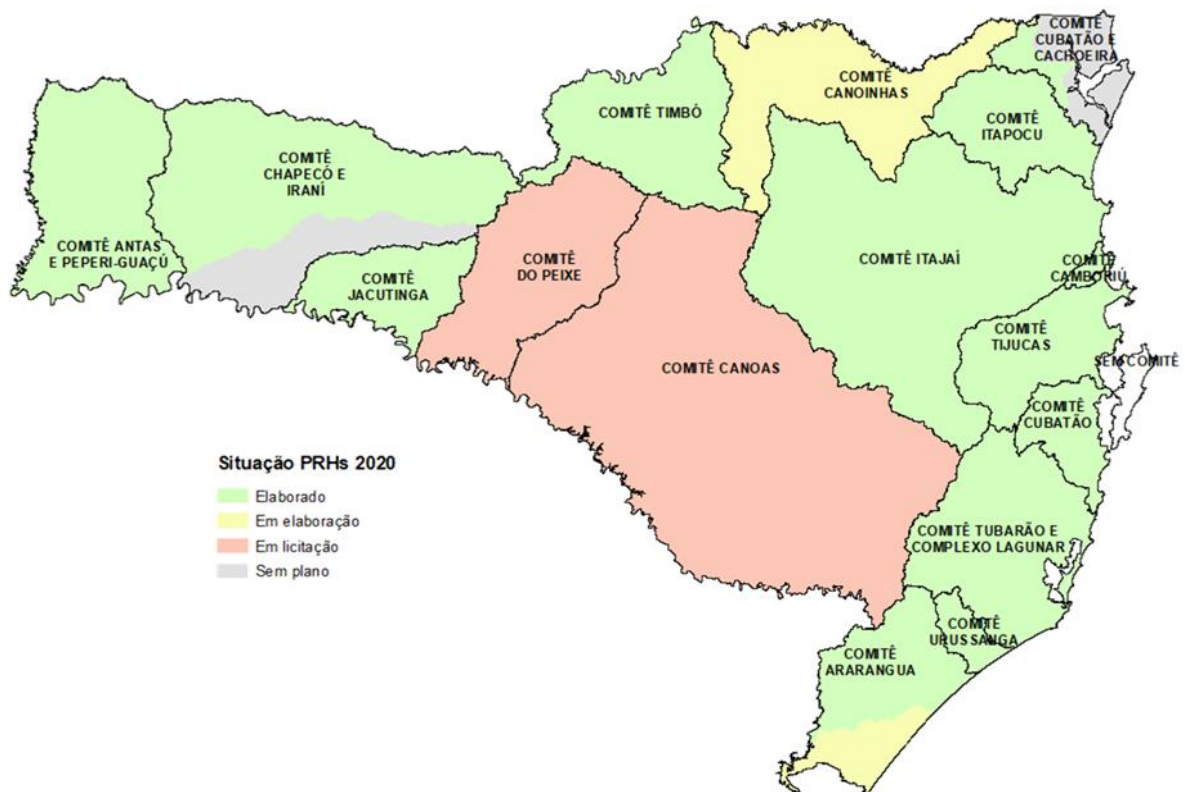 COMITÊ
CUBATÃO E
CACHOEIRA
COMITÊ
CANOINHAS
COMITÊ TIMBÓ
COMITÊ
ITAPOCU
COMITÊ
CHAPECÓ E
IRANÍ
COMITÊ ANTAS
E PEPERI-GUAÇÚ
COMITÊ
JACUTINGA
COMITÊ
DO PEIXE
COMITÊ ITAJAÍ
COMITÊ
CAMBORIÚ
COMITÊ
TIJUCAS
SEM COMITÊ
COMITÊ CANOAS
COMITÊ
CUBATÃO
COMITÊ TUBARÃO E
COMPLEXO LAGUNAR
COMITÊ
URUSSANGA
COMITÊ
ARARANGUA
Situação PRHs 2020
Elaborado
Em elaboração
Em licitação
Sem plano